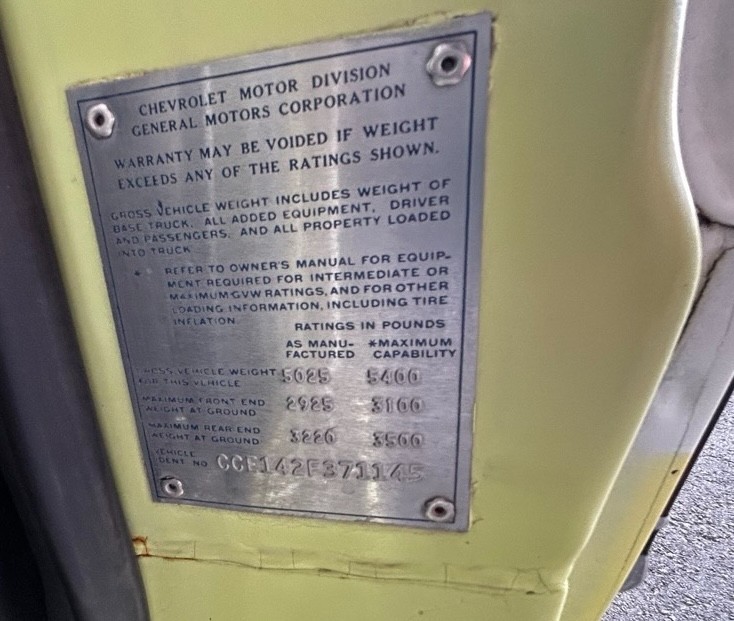 CHEVROLET MOTOR DIVISION
GENERAL MOTORS CORPORATION
WARRANTY MAY BE VOIDED IF WEIGHT
EXCEEDS ANY OF THE RATINGS SHOWN.
GROSS VEHICLE WEIGHT INCLUDES WEIGHT OF
BASE TRUCK, ALL ADDED EQUIPMENT, DRIVER
AND PASSENGERS, AND ALL PROPERTY LOADED
INTO TRUCK
* REFER TO OWNER'S MANUAL FOR EQUIP-
MENT REQUIRED FOR INTERMEDIATE OR
MAXIMUM GVW RATINGS, AND FOR OTHER
LOADING INFORMATION, INCLUDING TIRE
INFLATION.
RATINGS IN POUNDS
AS MANU- *MAXIMUM
FACTURED CAPABILITY
GROSS VEHICLE WEIGHT 5025 5400
FOR THIS VEHICLE
MAXIMUM FRONT END 2925 3100
WEIGHT AT GROUND
MAXIMUM REAR END 3220 3500
WEIGHT AT GROUND
VEHICLE
IDENT. NO. CCE142F371145